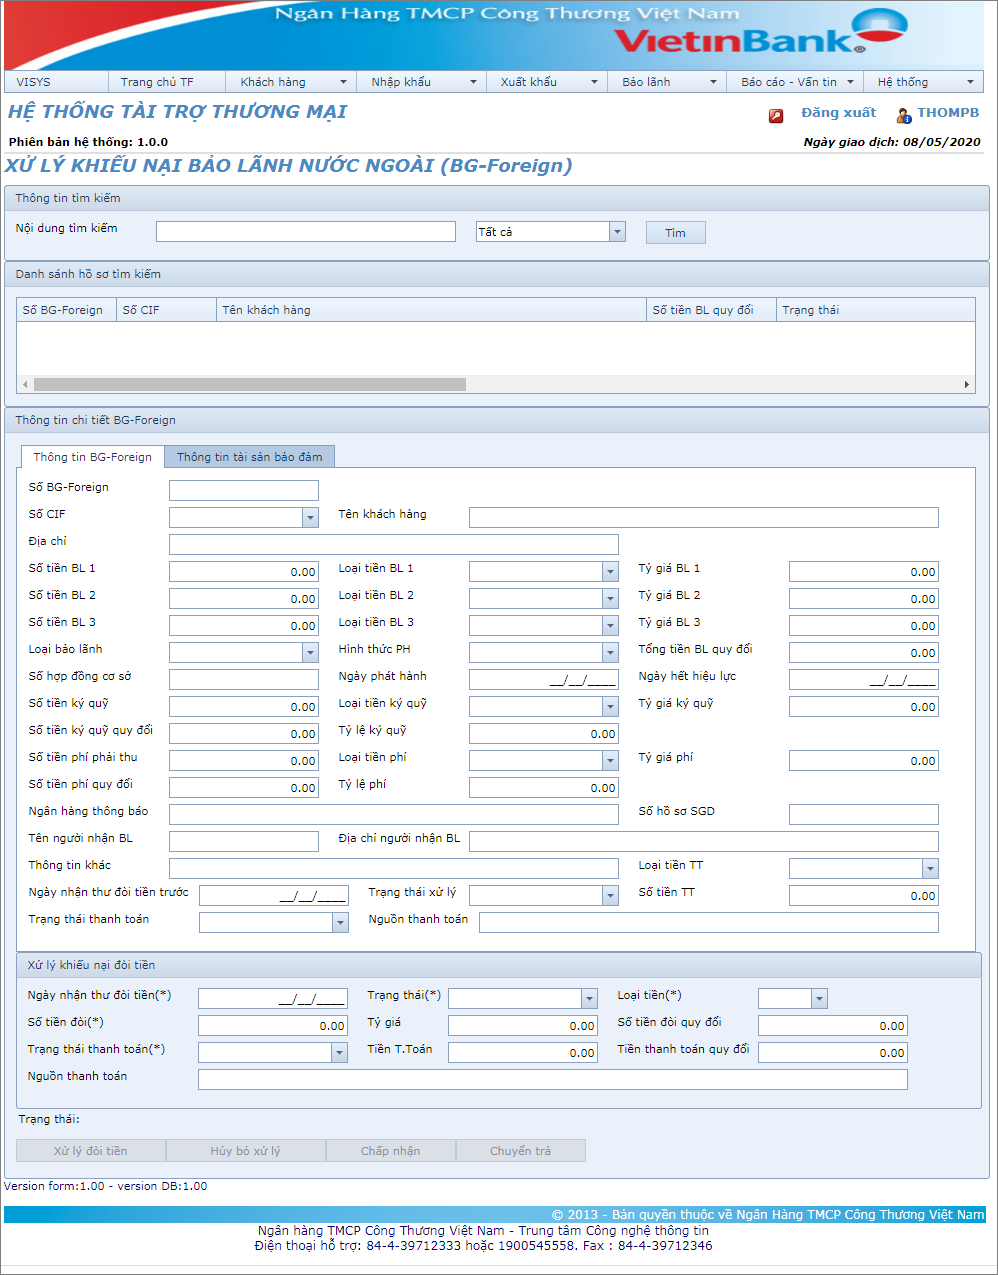 Ngân Hàng TMCP Công Thương Việt Nam
VietinBank
VISYS Trang chủ TF Khách hàng Nhập khẩu Xuất khẩu Bảo lãnh Báo cáo - Vấn tin Hệ thống
HỆ THỐNG TÀI TRỢ THƯƠNG MẠI Đăng xuất THOMPB
Phiên bản hệ thống: 1.0.0 Ngày giao dịch: 08/05/2020
XỬ LÝ KHIẾU NẠI BẢO LÃNH NƯỚC NGOÀI (BG-Foreign)
Thông tin tìm kiếm
Nội dung tìm kiếm Tất cả Tìm
Danh sánh hồ sơ tìm kiếm
Số BG-Foreign Số CIF Tên khách hàng Số tiền BL quy đổi Trạng thái
Thông tin chi tiết BG-Foreign
Thông tin BG-Foreign Thông tin tài sản bảo đảm
Số BG-Foreign
Số CIF Tên khách hàng
Địa chỉ
Số tiền BL 1 0.00 Loại tiền BL 1 Tỷ giá BL 1 0.00
Số tiền BL 2 0.00 Loại tiền BL 2 Tỷ giá BL 2 0.00
Số tiền BL 3 0.00 Loại tiền BL 3 Tỷ giá BL 3 0.00
Loại bảo lãnh Hình thức PH Tổng tiền BL quy đổi 0.00
Số hợp đồng cơ sở Ngày phát hành __/__/____ Ngày hết hiệu lực __/__/____
Số tiền ký quỹ 0.00 Loại tiền ký quỹ Tỷ giá ký quỹ 0.00
Số tiền ký quỹ quy đổi 0.00 Tỷ lệ ký quỹ 0.00
Số tiền phí phải thu 0.00 Loại tiền phí Tỷ giá phí 0.00
Số tiền phí quy đổi 0.00 Tỷ lệ phí 0.00
Ngân hàng thông báo Số hồ sơ SGD
Tên người nhận BL Địa chỉ người nhận BL
Thông tin khác Loại tiền TT
Ngày nhận thư đòi tiền trước __/__/____ Trạng thái xử lý Số tiền TT 0.00
Trạng thái thanh toán Nguồn thanh toán
Xử lý khiếu nại đòi tiền
Ngày nhận thư đòi tiền(*) __/__/____ Trạng thái(*) Loại tiền(*)
Số tiền đòi(*) 0.00 Tỷ giá 0.00 Số tiền đòi quy đổi 0.00
Trạng thái thanh toán(*) Tiền T.Toán 0.00 Tiền thanh toán quy đổi 0.00
Nguồn thanh toán
Trạng thái:
Xử lý đòi tiền Hủy bỏ xử lý Chấp nhận Chuyển trả
Version form:1.00 - version DB:1.00
© 2013 - Bản quyền thuộc về Ngân Hàng TMCP Công Thương Việt Nam
Ngân hàng TMCP Công Thương Việt Nam - Trung tâm Công nghệ thông tin
Điện thoại hỗ trợ: 84-4-39712333 hoặc 1900545558. Fax : 84-4-39712346